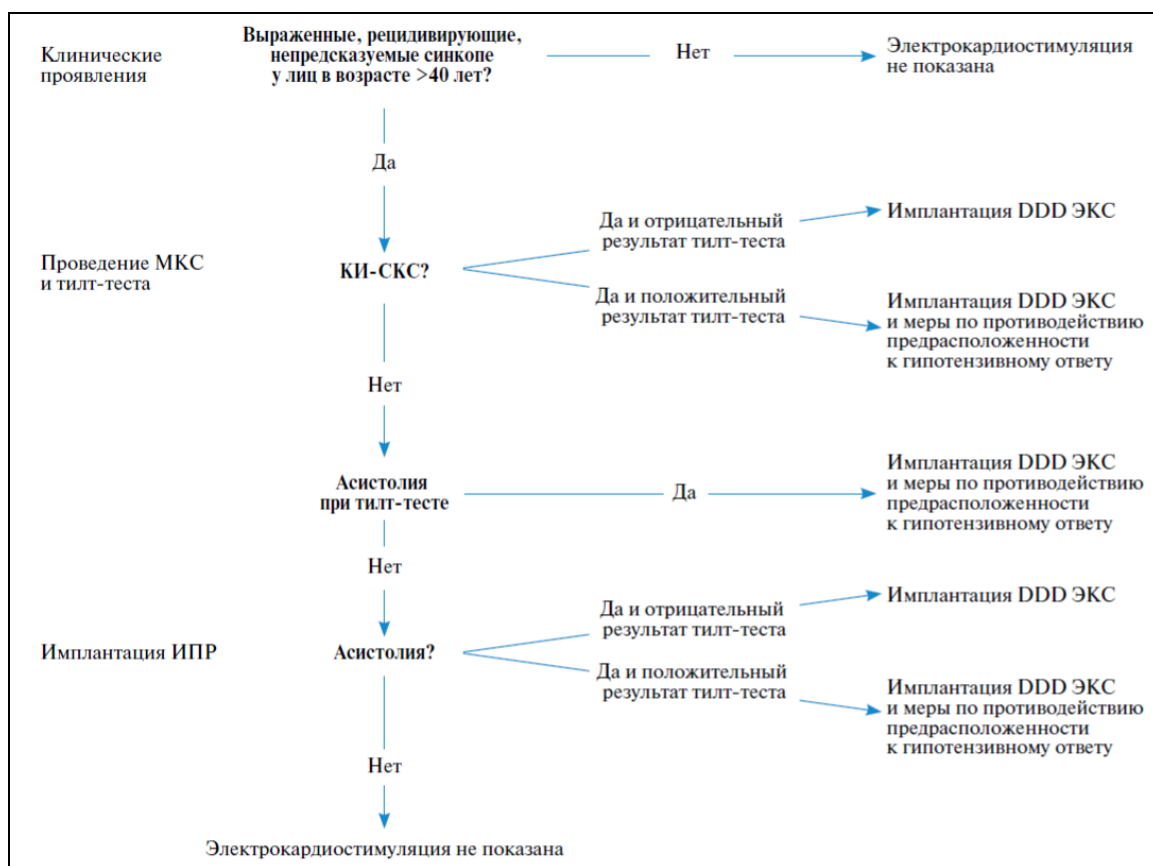 Клинические
проявления
Выраженные, рецидивирующие,
непредсказуемые синкопе
у лиц в возрасте >40 лет?
Нет
Электрокардиостимуляция
не показана
Да
Проведение МКС
и тилт-теста
КИ-СКС?
Да и отрицательный
результат тилт-теста
Имплантация DDD ЭКС
Да и положительный
результат тилт-теста
Имплантация DDD ЭКС
и меры по противодействию
предрасположенности
к гипотензивному ответу
Нет
Асистолия
при тилт-тесте
Да
Имплантация DDD ЭКС
и меры по противодействию
предрасположенности
к гипотензивному ответу
Нет
Имплантация ИПР
Асистолия?
Да и отрицательный
результат тилт-теста
Имплантация DDD ЭКС
Да и положительный
результат тилт-теста
Имплантация DDD ЭКС
и меры по противодействию
предрасположенности
к гипотензивному ответу
Нет
Электрокардиостимуляция не показана